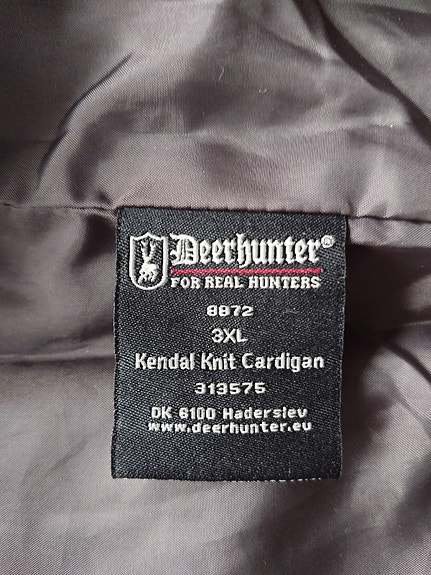 Deerhunter®
FOR REAL HUNTERS
8872
3XL
Kendal Knit Cardigan
313575
DK 6100 Haderslev
www.deerhunter.eu